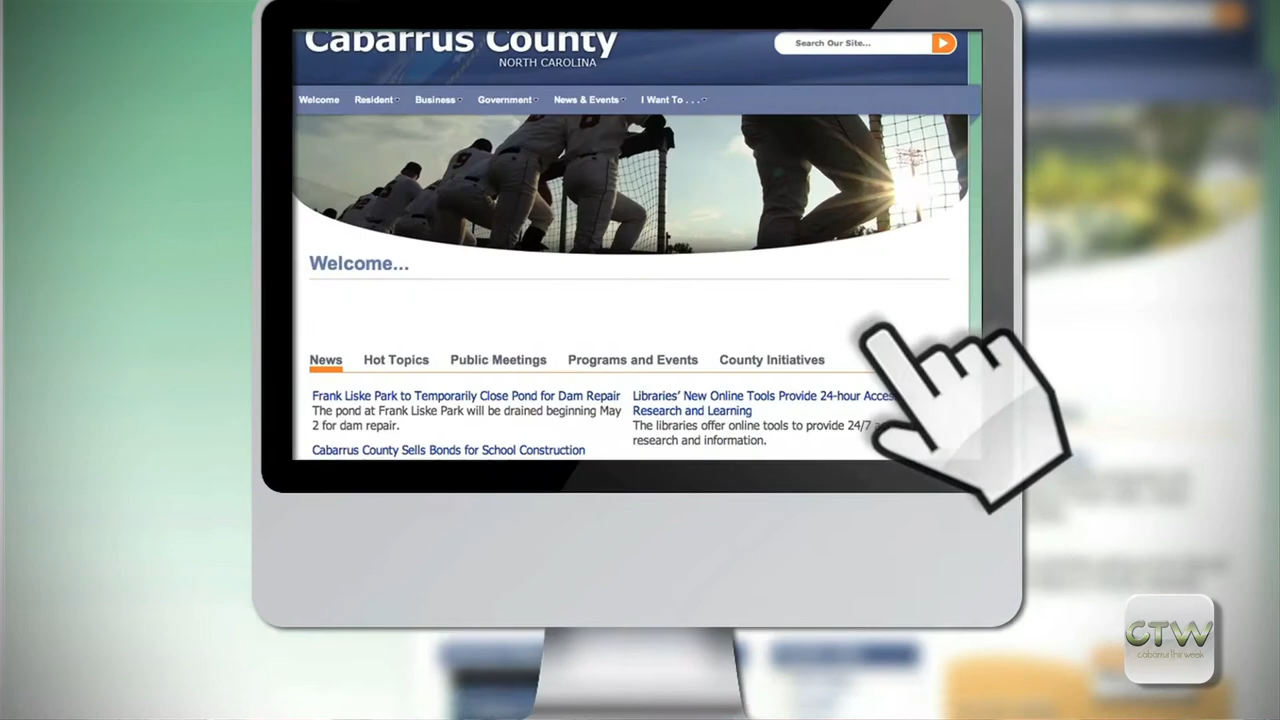 Cabarrus County
NORTH CAROLINA
Search Our Site...
Welcome
Resident
Business
Government
News & Events
I Want To . . .
Welcome...
News
Hot Topics
Public Meetings
Programs and Events
County Initiatives
Frank Liske Park to Temporarily Close Pond for Dam Repair
The pond at Frank Liske Park will be drained beginning May
2 for dam repair.
Cabarrus County Sells Bonds for School Construction
Libraries' New Online Tools Provide 24-hour
Research and Learning
The libraries offer online tools to provide 24/7
research and information.
CTW
cabarrus this week